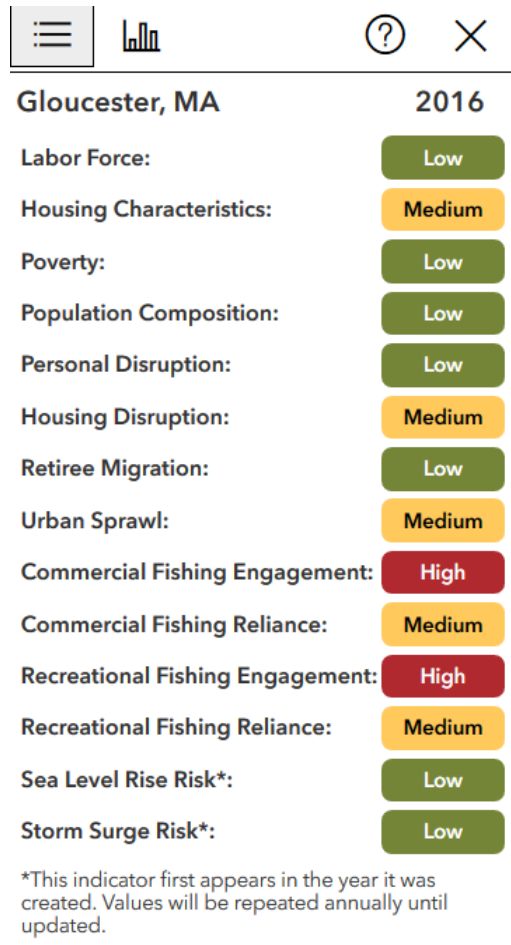 Gloucester, MA 2016
Labor Force: Low
Housing Characteristics: Medium
Poverty: Low
Population Composition: Low
Personal Disruption: Low
Housing Disruption: Medium
Retiree Migration: Low
Urban Sprawl: Medium
Commercial Fishing Engagement: High
Commercial Fishing Reliance: Medium
Recreational Fishing Engagement: High
Recreational Fishing Reliance: Medium
Sea Level Rise Risk*: Low
Storm Surge Risk*: Low
*This indicator first appears in the year it was
created. Values will be repeated annually until
updated.